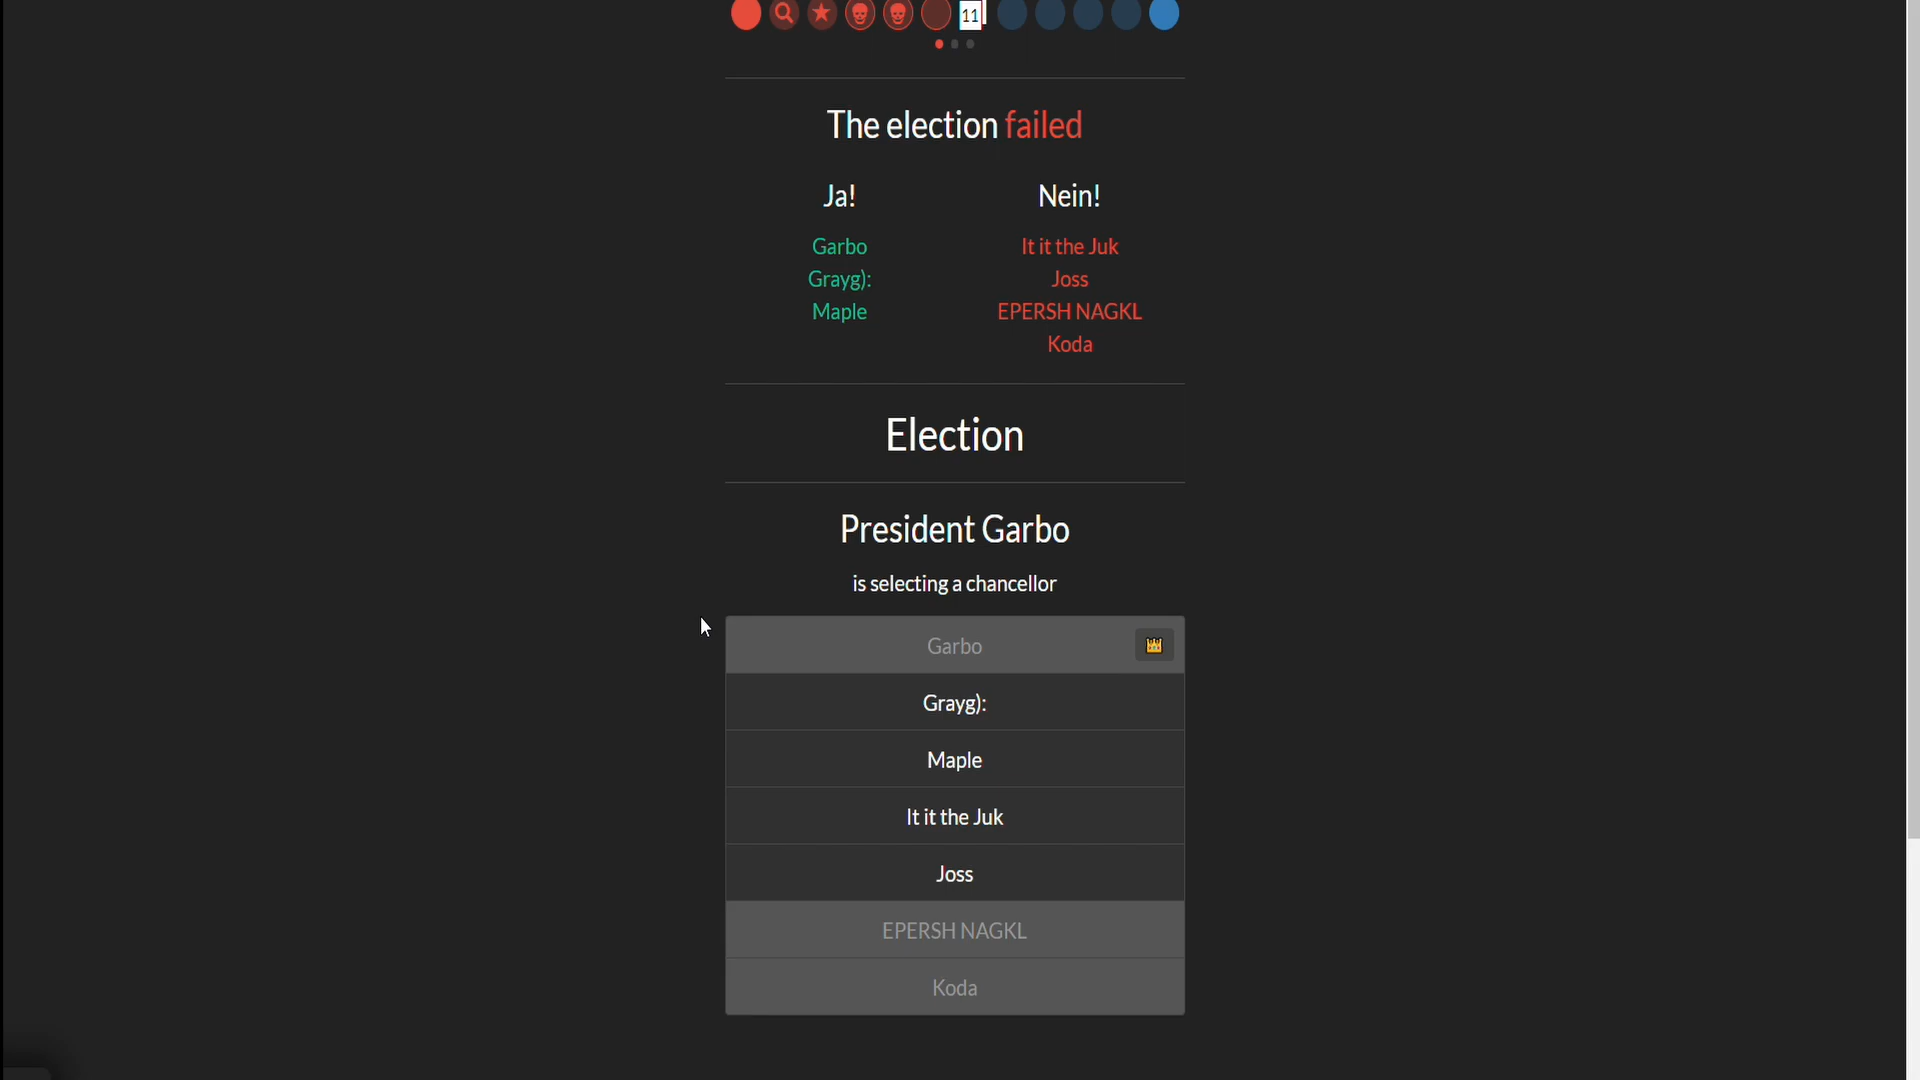 11
The election failed
Ja! Nein!
Garbo It it the Juk
Grayg): Joss
Maple EPERSH NAGKL
Koda
Election
President Garbo
is selecting a chancellor
Garbo
Grayg):
Maple
It it the Juk
Joss
EPERSH NAGKL
Koda